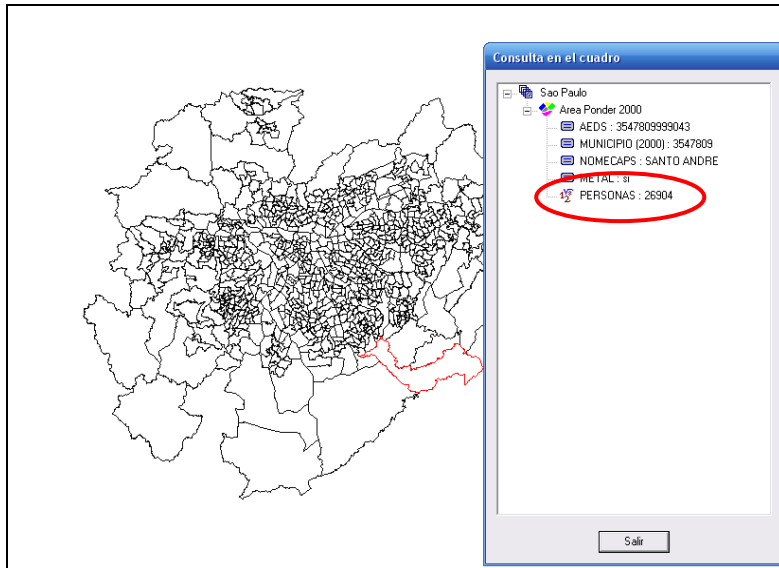 Consulta en el cuadro
Sao Paulo
Area Ponder 2000
AEDS : 3547809999043
MUNICIPIO (2000) : 3547809
NOMECAPS : SANTO ANDRE
METAL : si
PERSONAS : 26904
Salir